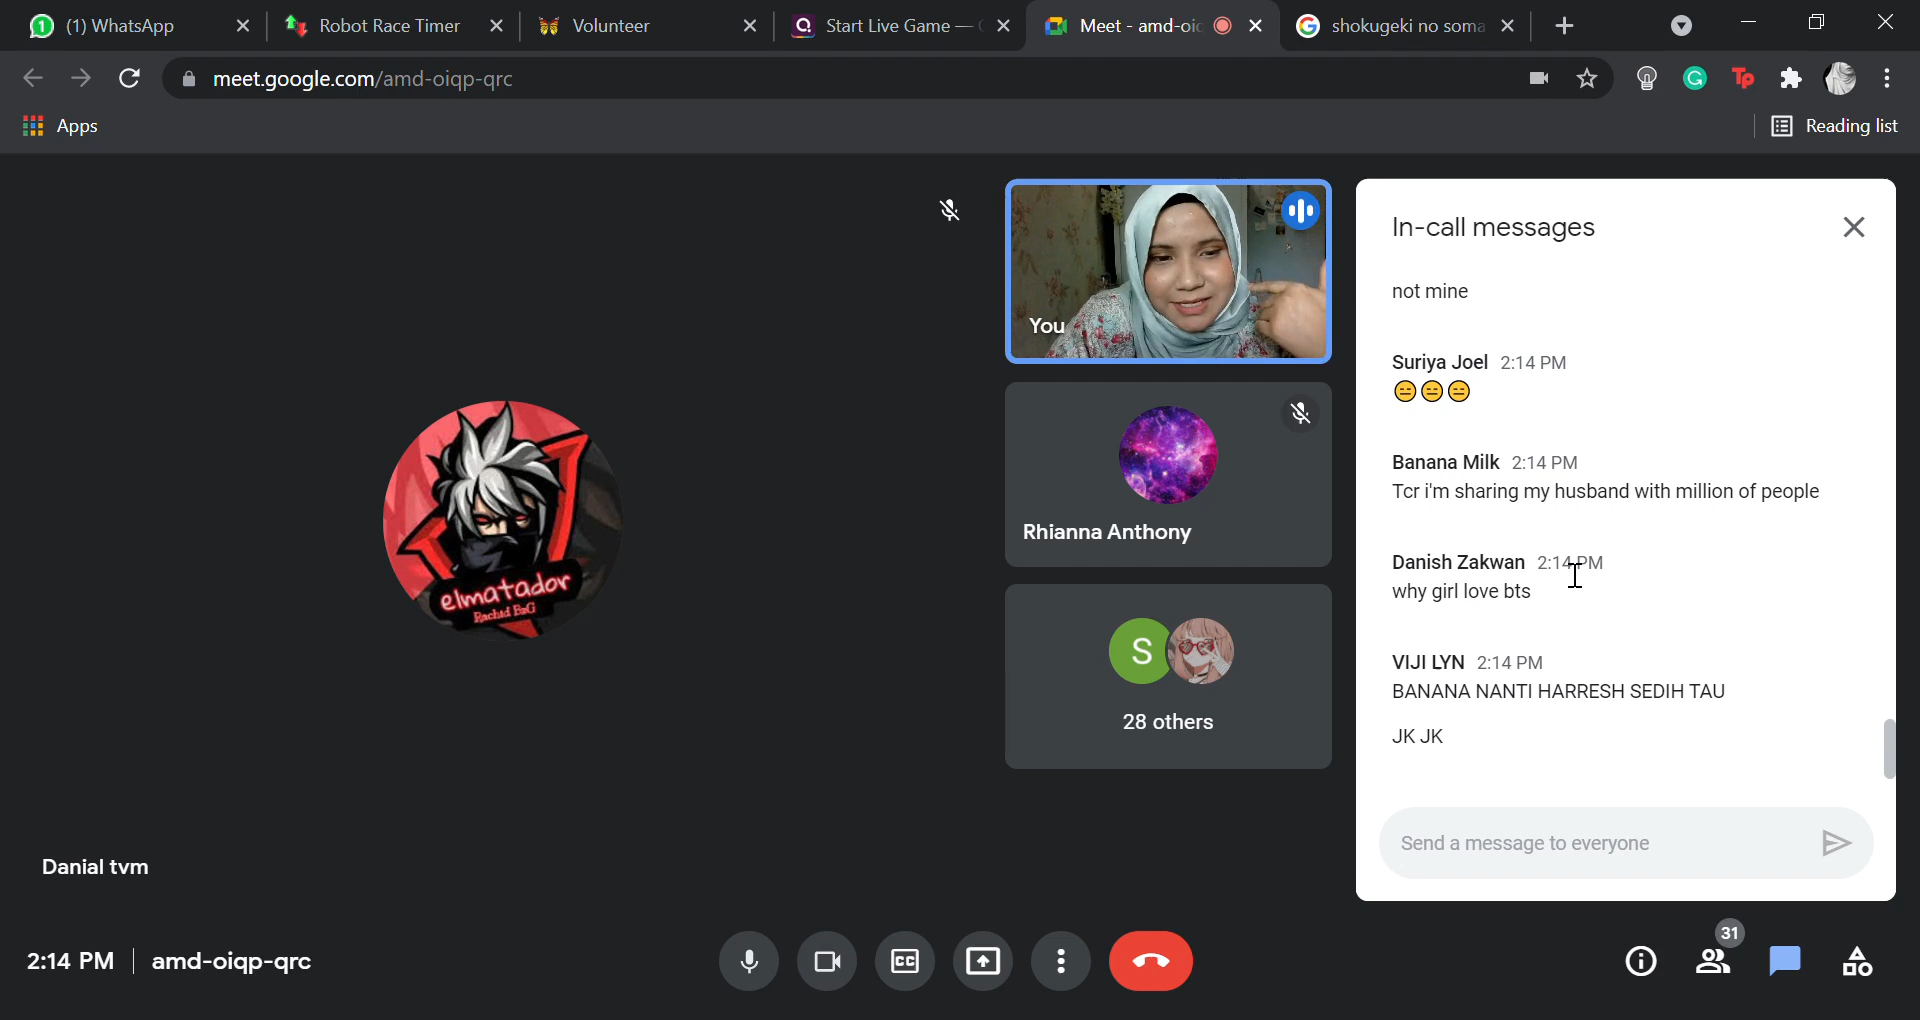 (1) WhatsApp
Robot Race Timer
Volunteer
Start Live Game —
Meet - amd-oi
shokugeki no soma
meet.google.com/amd-oiqp-qrc
Apps
Reading list
elmatador
Rachid BzG
Danial tvm
You
Rhianna Anthony
S
28 others
In-call messages
not mine
Suriya Joel 2:14 PM
😑😑😑
Banana Milk 2:14 PM
Tcr i'm sharing my husband with million of people
Danish Zakwan 2:14 PM
why girl love bts
VIJI LYN 2:14 PM
BANANA NANTI HARRESH SEDIH TAU
JK JK
Send a message to everyone
2:14 PM | amd-oiqp-qrc
CC
31